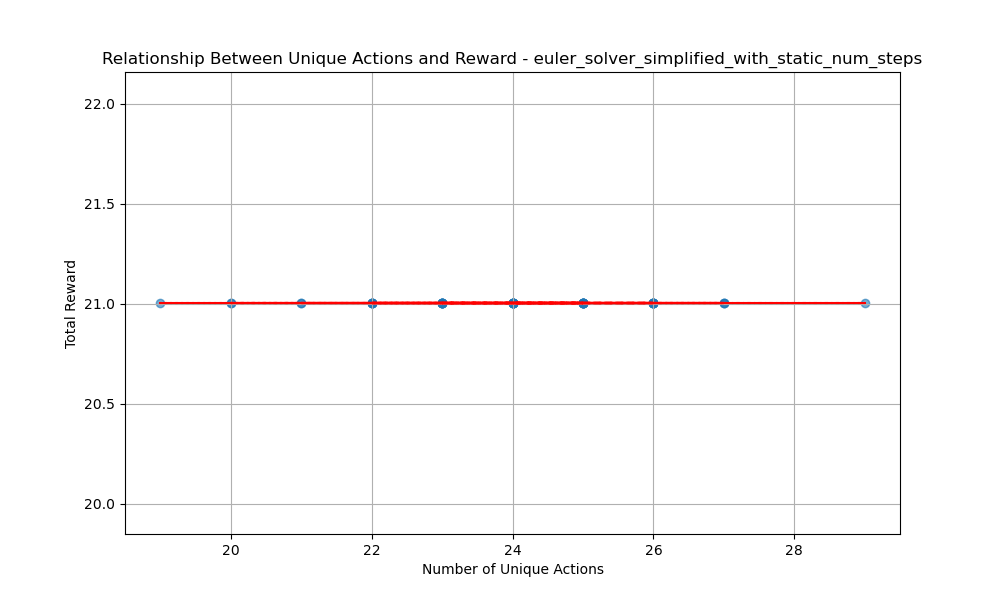 Relationship Between Unique Actions and Reward - euler_solver_simplified_with_static_num_steps
22.0
21.5
21.0
20.5
20.0
Total Reward
20 22 24 26 28
Number of Unique Actions